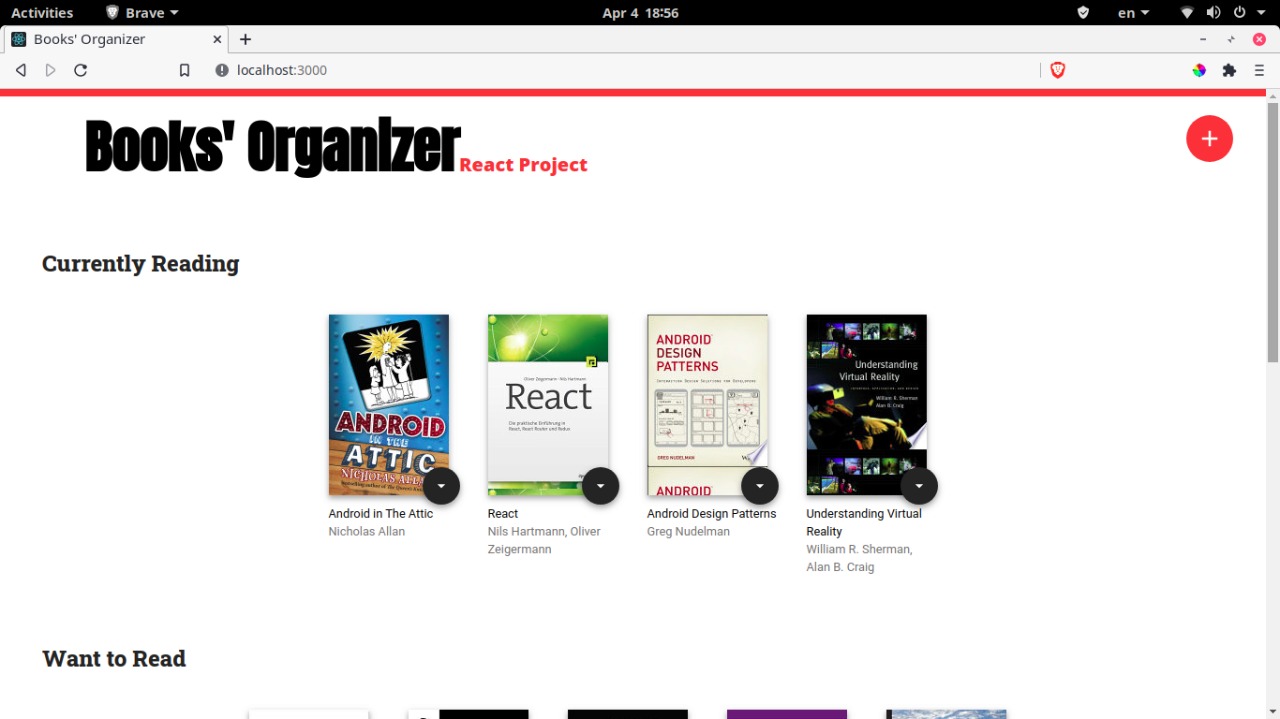 Activities
Brave
Apr 4 18:56
en
Books' Organizer
localhost:3000
Books' Organizer
React Project
Currently Reading
ANDROID
IN THE
ATTIC
NICHOLAS
Oliver Zeigermann · Nils Hartmann
React
Die praktische Einführung in
React, React Router und Redux
ANDROID
DESIGN
PATTERNS
INTERACTION DESIGN SOLUTIONS FOR DEVELOPERS
GREG NUDELMAN
ANDROID
Understanding
Virtual Reality
William R. Sherman
Alan B. Craig
Android in The Attic
Nicholas Allan
React
Nils Hartmann, Oliver
Zeigermann
Android Design Patterns
Greg Nudelman
Understanding Virtual
Reality
William R. Sherman,
Alan B. Craig
Want to Read